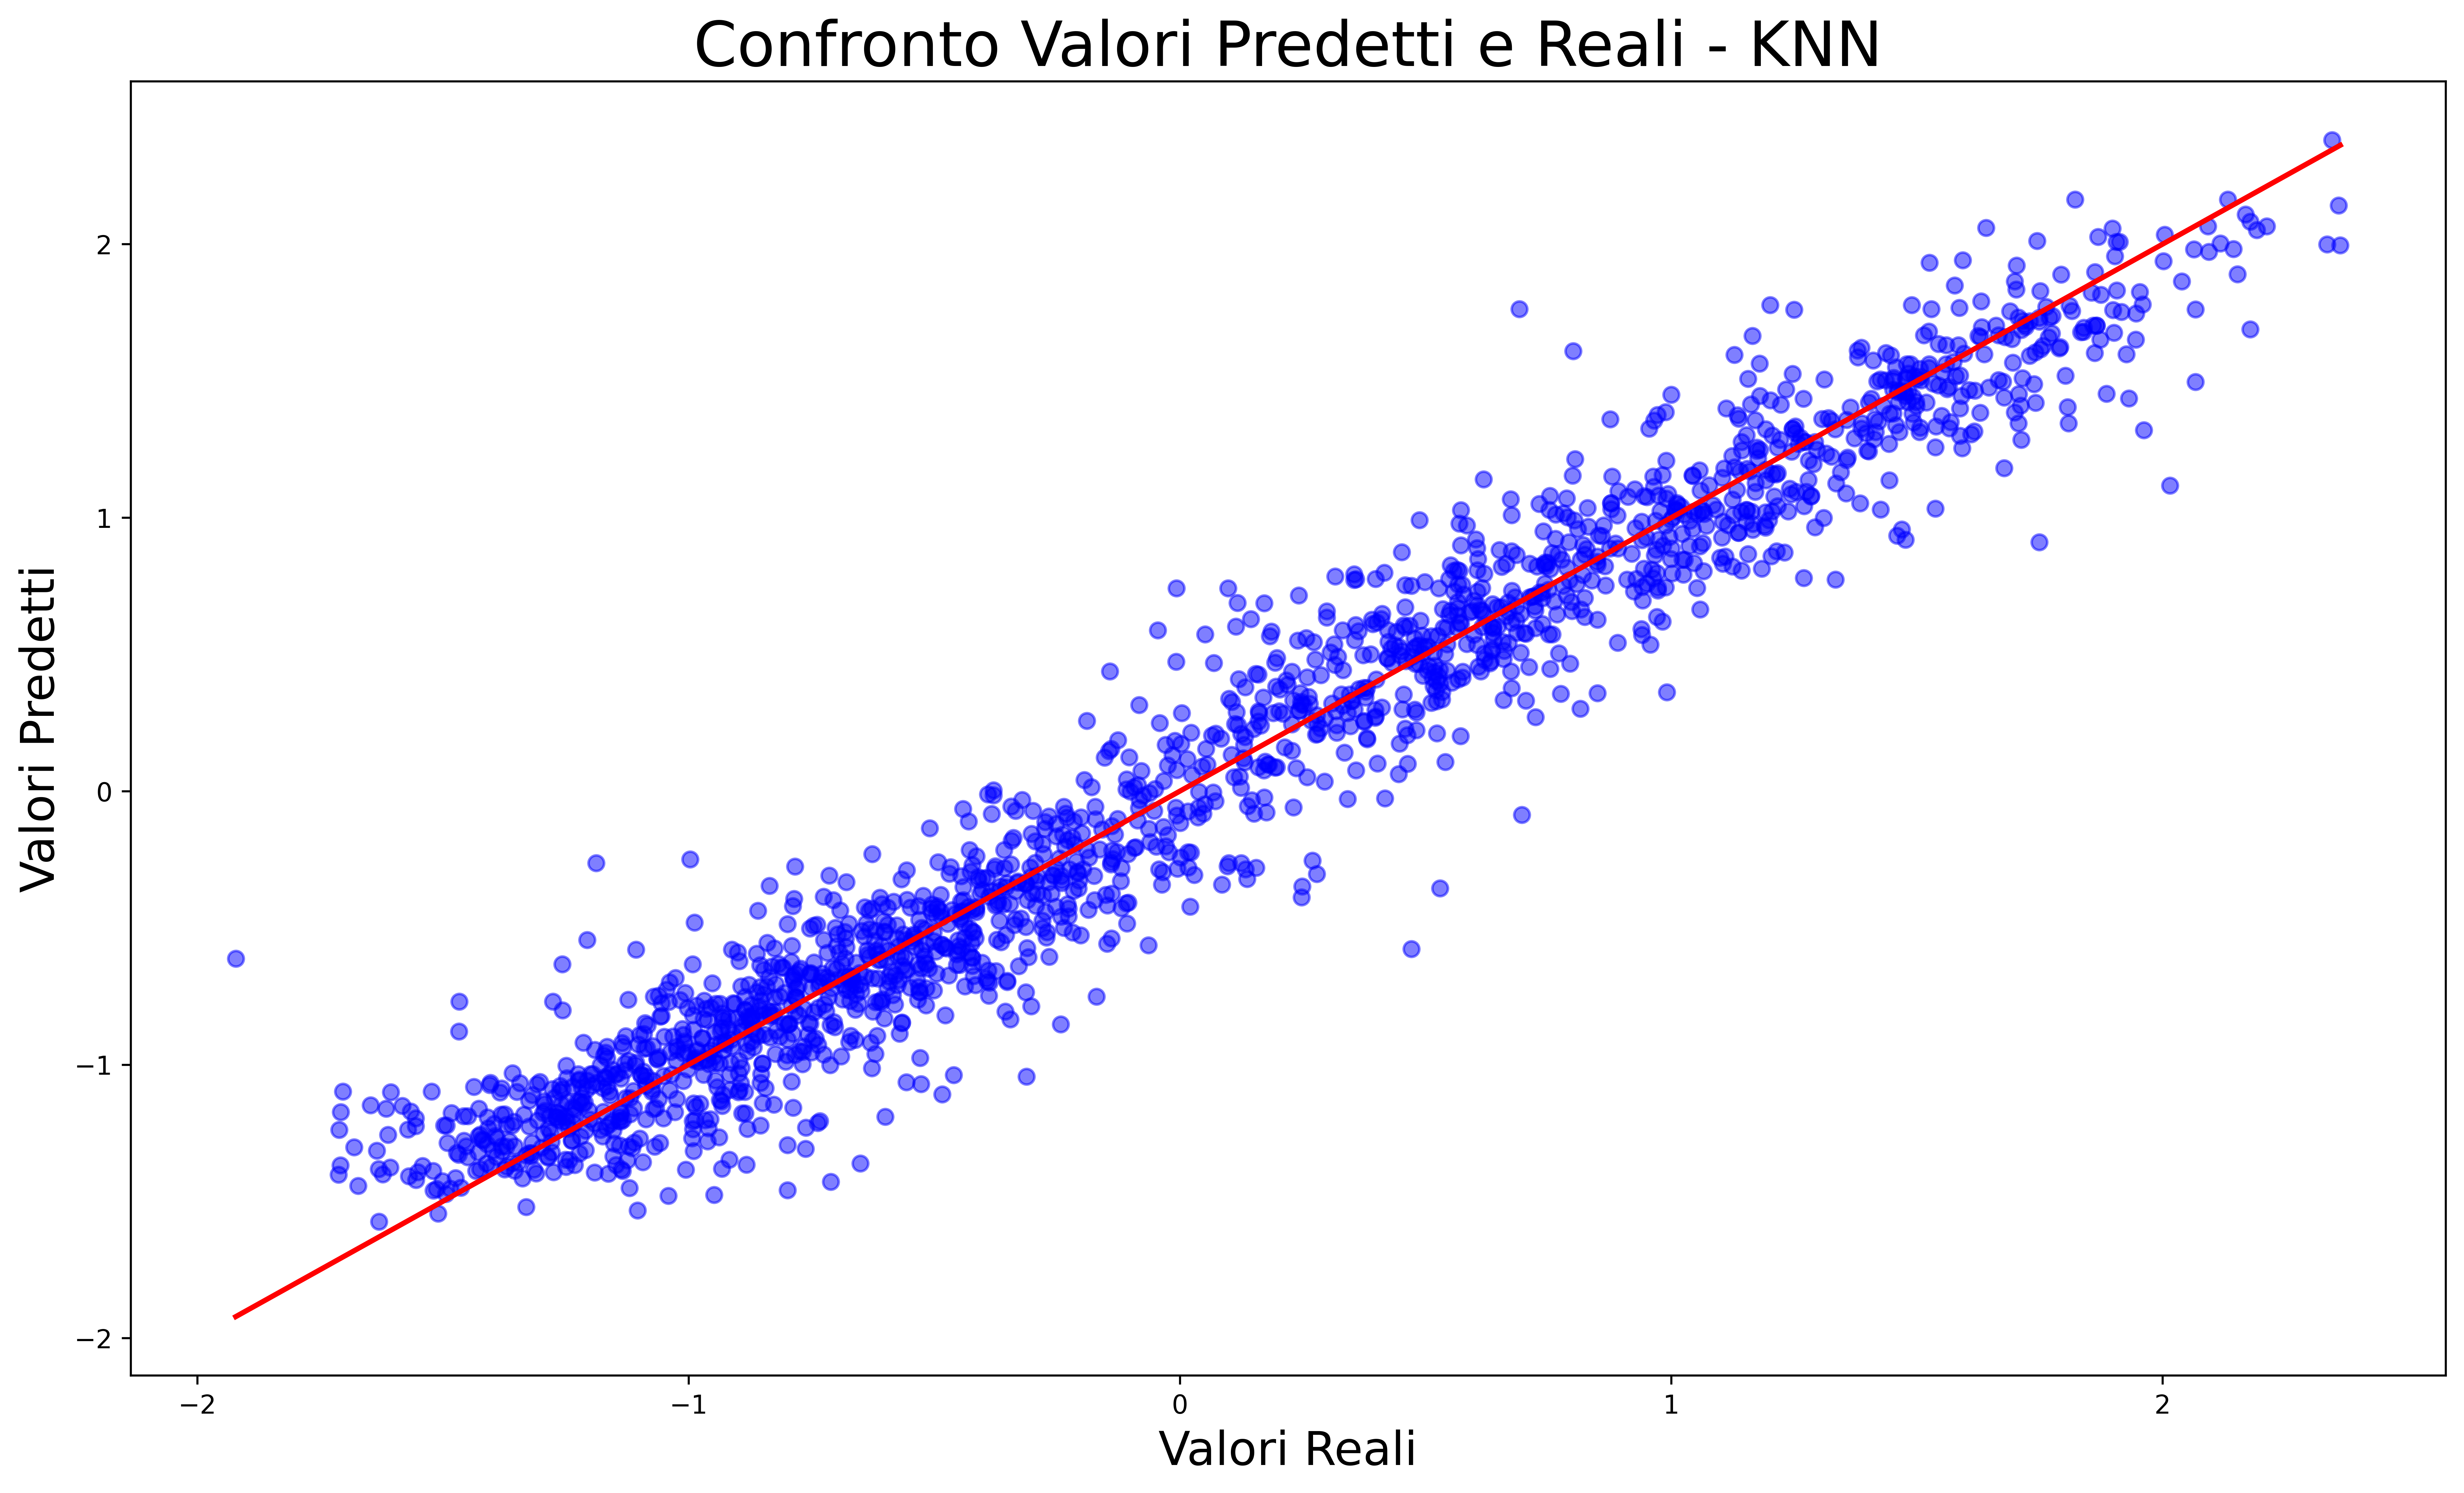 Confronto Valori Predetti e Reali - KNN
Valori Predetti
2
1
0
−1
−2
−2 −1 0 1 2
Valori Reali